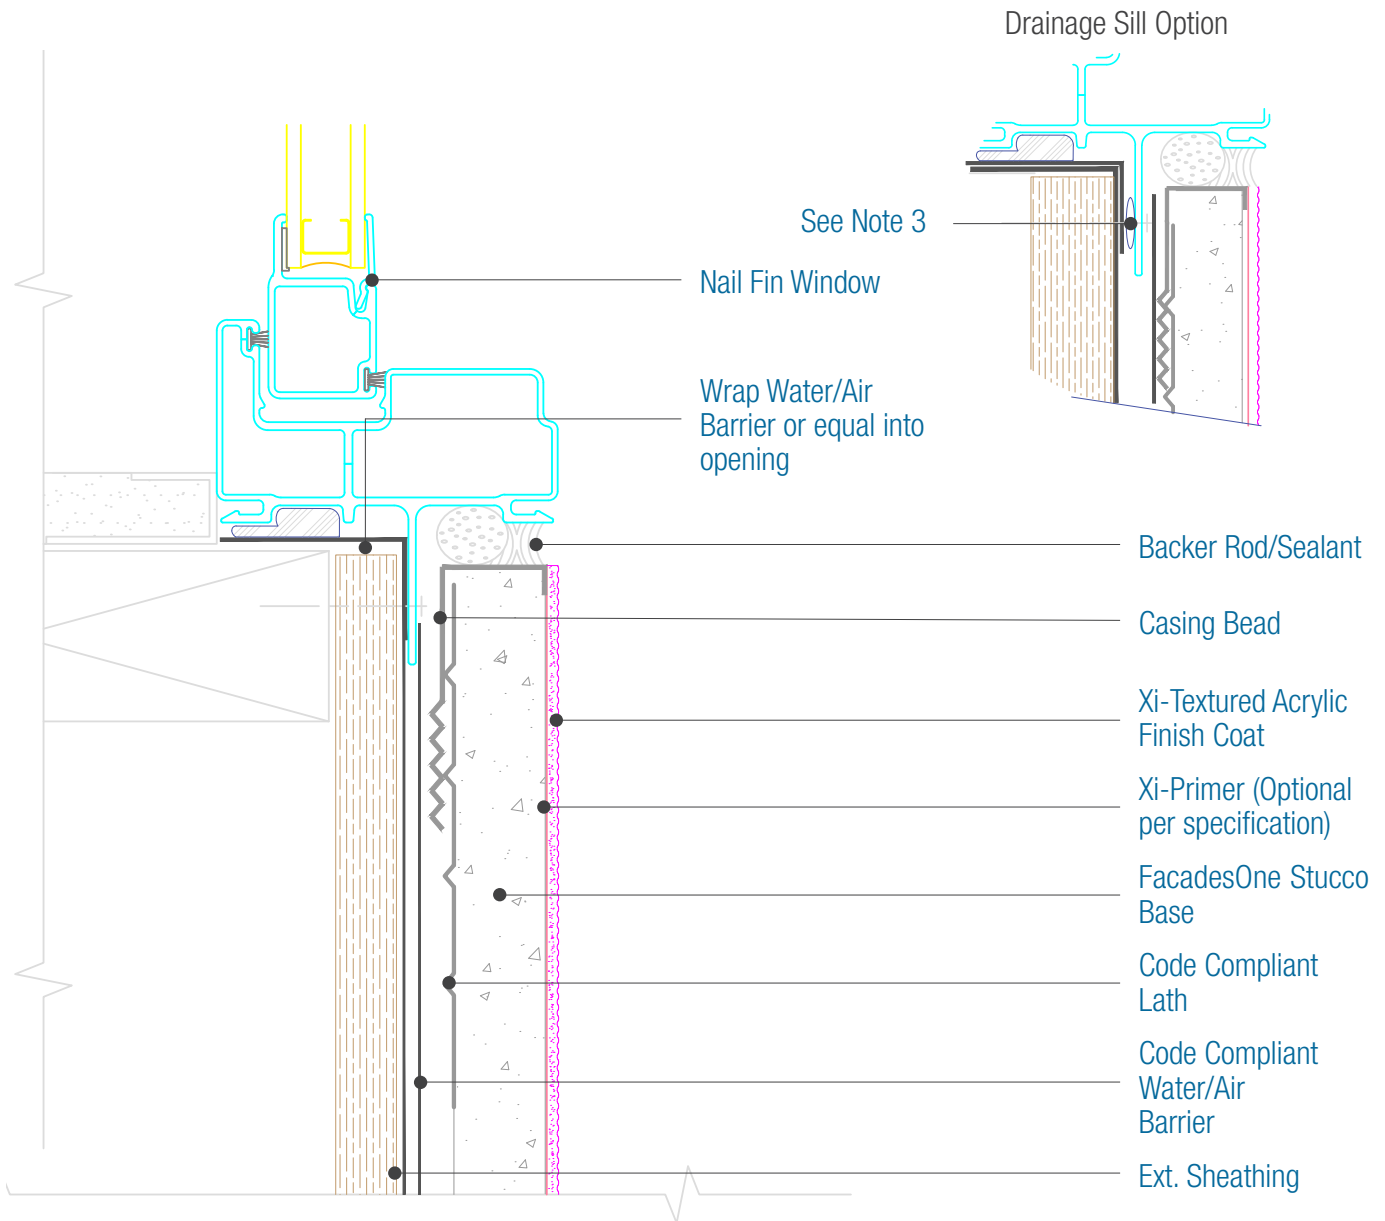 Drainage Sill Option
See Note 3
Nail Fin Window
Wrap Water/Air
Barrier or equal into
opening
Backer Rod/Sealant
Casing Bead
Xi-Textured Acrylic
Finish Coat
Xi-Primer (Optional
per specification)
FacadesOne Stucco
Base
Code Compliant
Lath
Code Compliant
Water/Air
Barrier
Ext. Sheathing